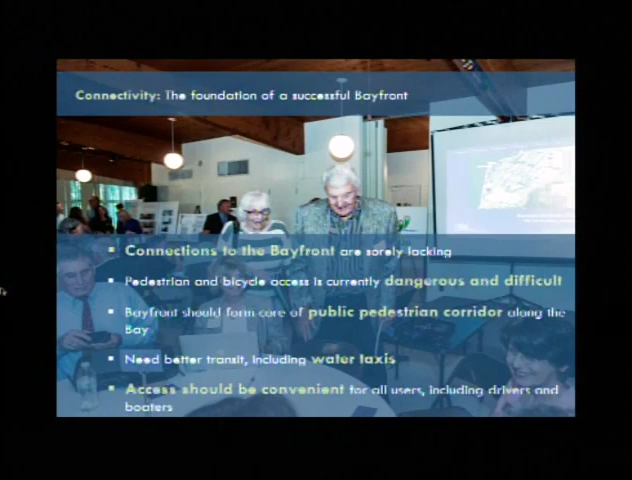 Connectivity: The foundation of a successful Bayfront
▪ Connections to the Bayfront are sorely lacking
▪ Pedestrian and bicycle access is currently dangerous and difficult
▪ Bayfront should form core of public pedestrian corridor along the
Bay
▪ Need better transit, including water taxis
▪ Access should be convenient for all users, including drivers and
boaters